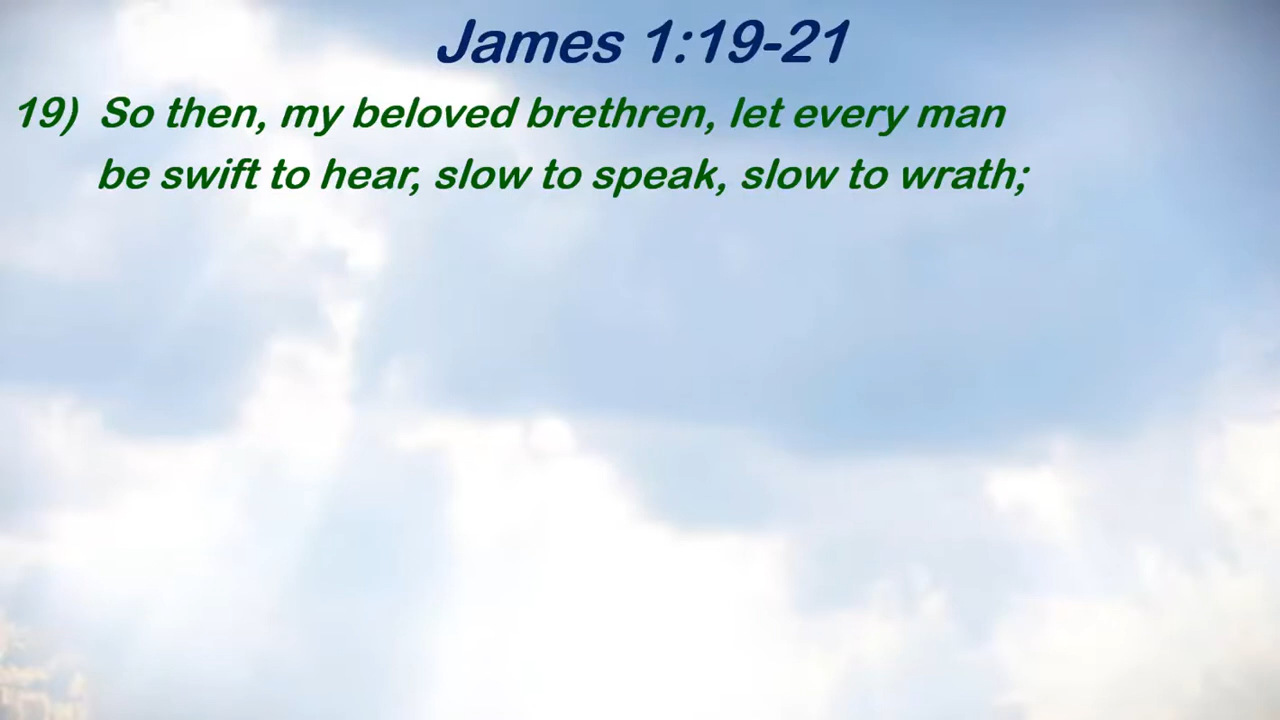 James 1:19-21
19) So then, my beloved brethren, let every man
be swift to hear, slow to speak, slow to wrath;